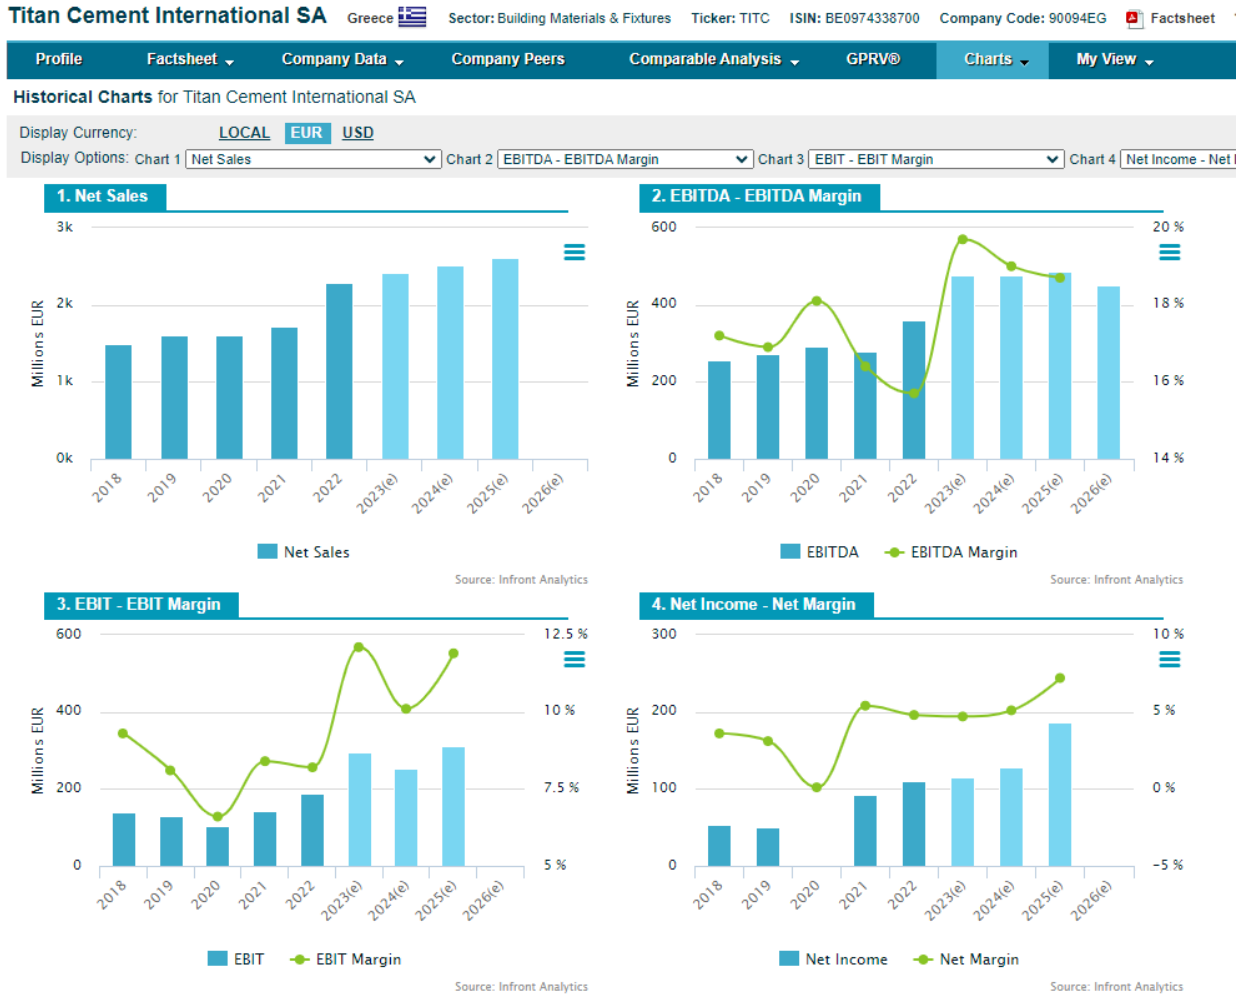 Titan Cement International SA Greece Sector: Building Materials & Fixtures Ticker: TITC ISIN: BE0974338700 Company Code: 90094EG Factsheet
Profile Factsheet Company Data Company Peers Comparable Analysis GPRV® Charts My View
Historical Charts for Titan Cement International SA
Display Currency: LOCAL EUR USD
Display Options: Chart 1 Net Sales Chart 2 EBITDA - EBITDA Margin Chart 3 EBIT - EBIT Margin Chart 4 Net Income - Net
1. Net Sales
3k
2k
1k
0k
Millions EUR
2018 2019 2020 2021 2022 2023(e) 2024(e) 2025(e) 2026(e)
Net Sales
Source: Infront Analytics
2. EBITDA - EBITDA Margin
600 20 %
400 18 %
200 16 %
0 14 %
Millions EUR
2018 2019 2020 2021 2022 2023(e) 2024(e) 2025(e) 2026(e)
EBITDA EBITDA Margin
Source: Infront Analytics
3. EBIT - EBIT Margin
600 12.5 %
400 10 %
200 7.5 %
0 5 %
Millions EUR
2018 2019 2020 2021 2022 2023(e) 2024(e) 2025(e) 2026(e)
EBIT EBIT Margin
Source: Infront Analytics
4. Net Income - Net Margin
300 10 %
200 5 %
100 0 %
0 −5 %
Millions EUR
2018 2019 2020 2021 2022 2023(e) 2024(e) 2025(e) 2026(e)
Net Income Net Margin
Source: Infront Analytics